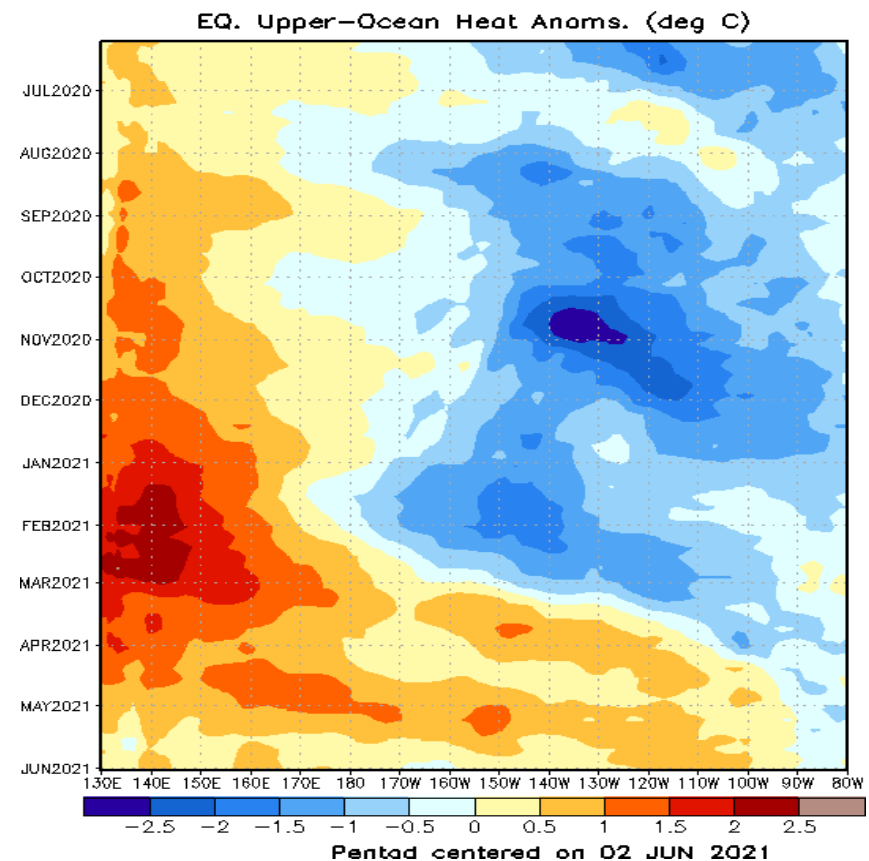 EQ. Upper-Ocean Heat Anoms. (deg C)
JUL2020
AUG2020
SEP2020
OCT2020
NOV2020
DEC2020
JAN2021
FEB2021
MAR2021
APR2021
MAY2021
JUN2021
130E 140E 150E 160E 170E 180 170W 160W 150W 140W 130W 120W 110W 100W 90W 80W
-2.5 -2 -1.5 -1 -0.5 0 0.5 1 1.5 2 2.5
Pentad centered on 02 JUN 2021